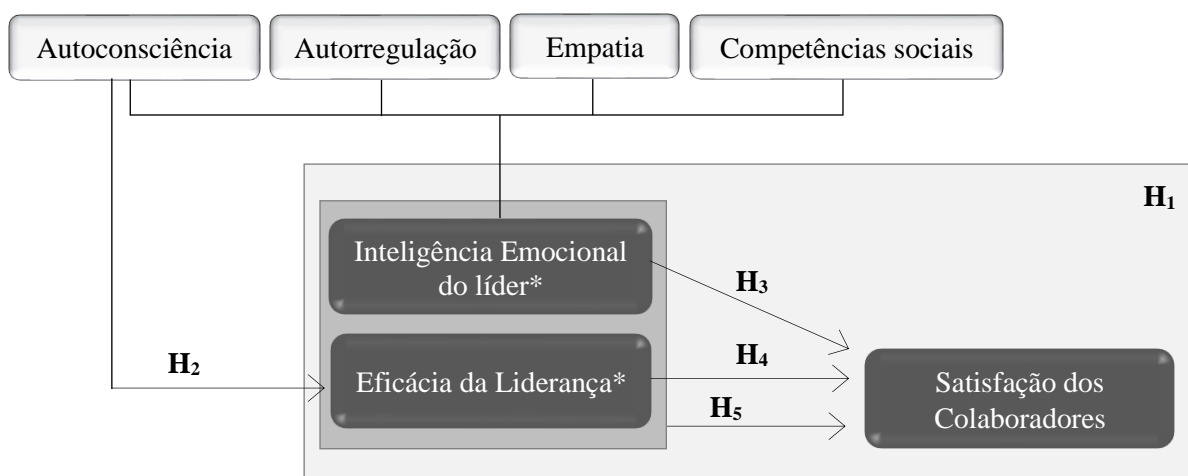 Autoconsciência
Autorregulação
Empatia
Competências sociais
H₁
Inteligência Emocional
do líder*
H₃
H₂
Eficácia da Liderança*
H₄
H₅
Satisfação dos
Colaboradores